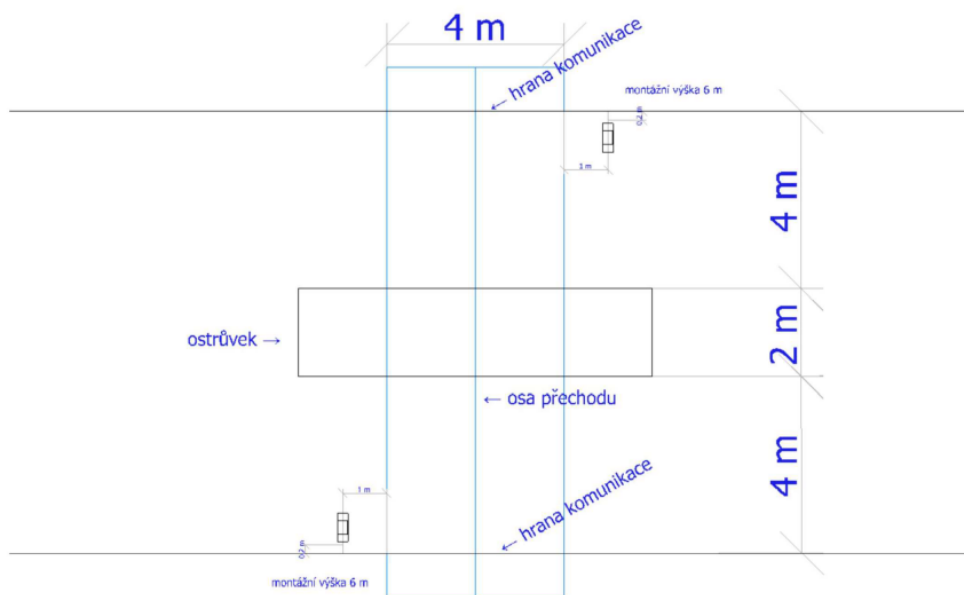 4 m
← hrana komunikace
montážní výška 6 m
0,2 m
1 m
4 m
ostrůvek →
2 m
← osa přechodu
1 m
← hrana komunikace
4 m
0,2 m
montážní výška 6 m